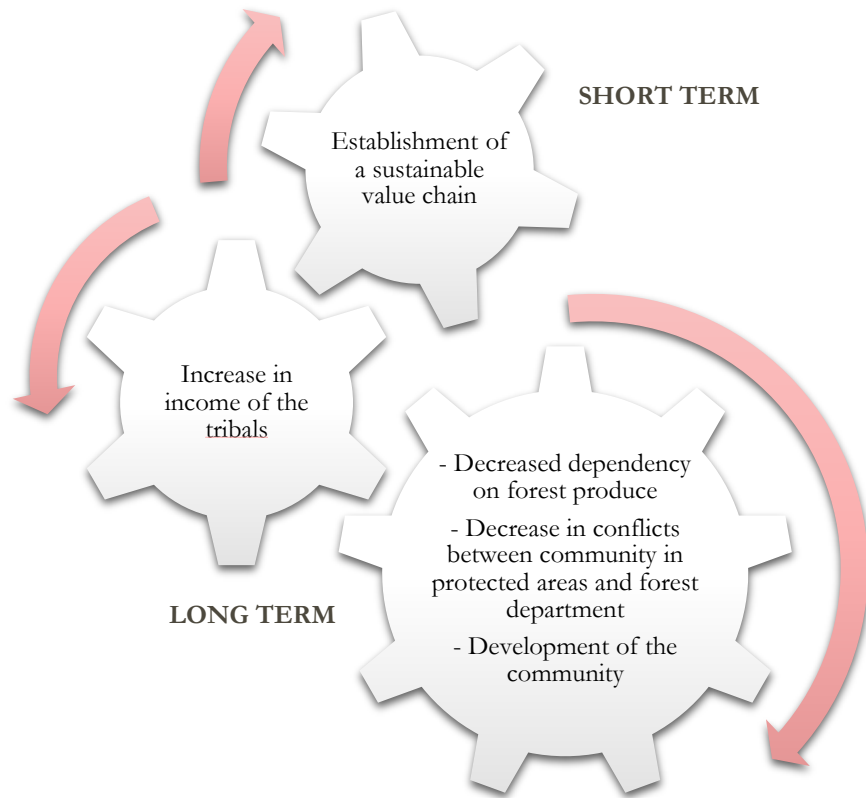 SHORT TERM
Establishment of
a sustainable
value chain
Increase in
income of the
tribals
LONG TERM
- Decreased dependency
on forest produce
- Decrease in conflicts
between community in
protected areas and forest
department
- Development of the
community